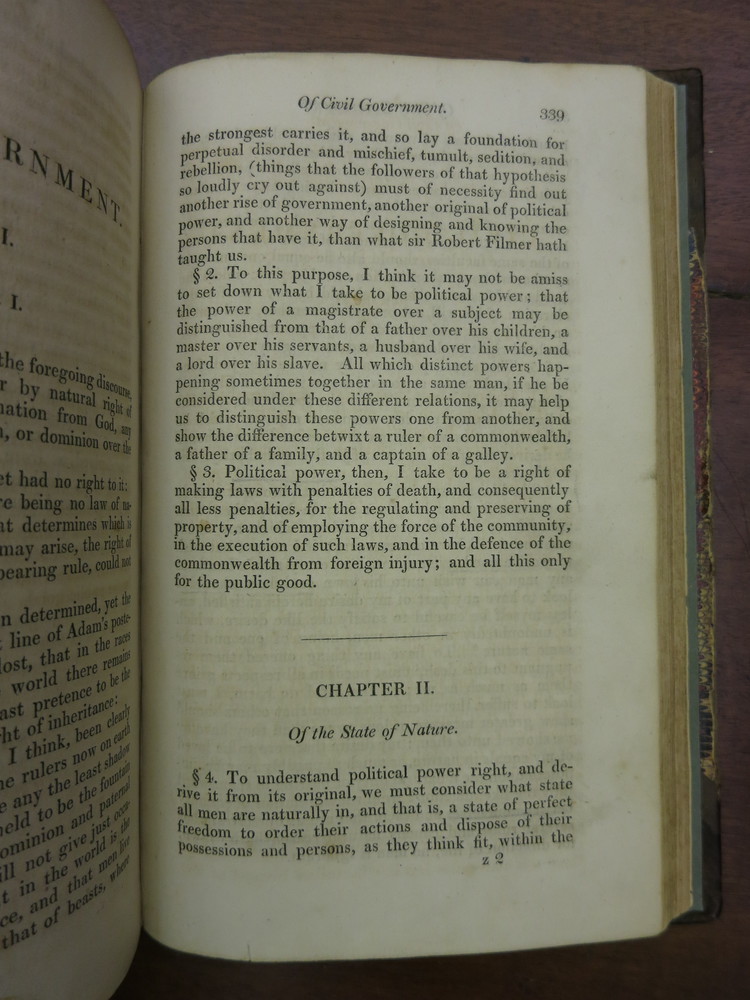 RNMENT.
I.
I.
the foregoing discourse,
r by natural right of
nation from God, any
, or dominion over the
et had no right to it:
re being no law of na-
at determines which is
may arise, the right of
bearing rule, could not
n determined, yet the
line of Adam's poste-
lost, that in the races
world there remains
ast pretence to be the
ht of inheritance:
I think, been clearly
he rulers now on earth
e any the least shadow
held to be the fountain
ominion and paternal
ill not give just occa-
t in the world is the
ce, and that men live
that of beasts, where
Of Civil Government. 339
the strongest carries it, and so lay a foundation for
perpetual disorder and mischief, tumult, sedition, and
rebellion, (things that the followers of that hypothesis
so loudly cry out against) must of necessity find out
another rise of government, another original of political
power, and another way of designing and knowing the
persons that have it, than what sir Robert Filmer hath
taught us.
§ 2. To this purpose, I think it may not be amiss
to set down what I take to be political power; that
the power of a magistrate over a subject may be
distinguished from that of a father over his children, a
master over his servants, a husband over his wife, and
a lord over his slave. All which distinct powers hap-
pening sometimes together in the same man, if he be
considered under these different relations, it may help
us to distinguish these powers one from another, and
show the difference betwixt a ruler of a commonwealth,
a father of a family, and a captain of a galley.
§ 3. Political power, then, I take to be a right of
making laws with penalties of death, and consequently
all less penalties, for the regulating and preserving of
property, and of employing the force of the community,
in the execution of such laws, and in the defence of the
commonwealth from foreign injury; and all this only
for the public good.
CHAPTER II.
Of the State of Nature.
§ 4. To understand political power right, and de-
rive it from its original, we must consider what state
all men are naturally in, and that is, a state of perfect
freedom to order their actions and dispose of their
possessions and persons, as they think fit, within the
z 2